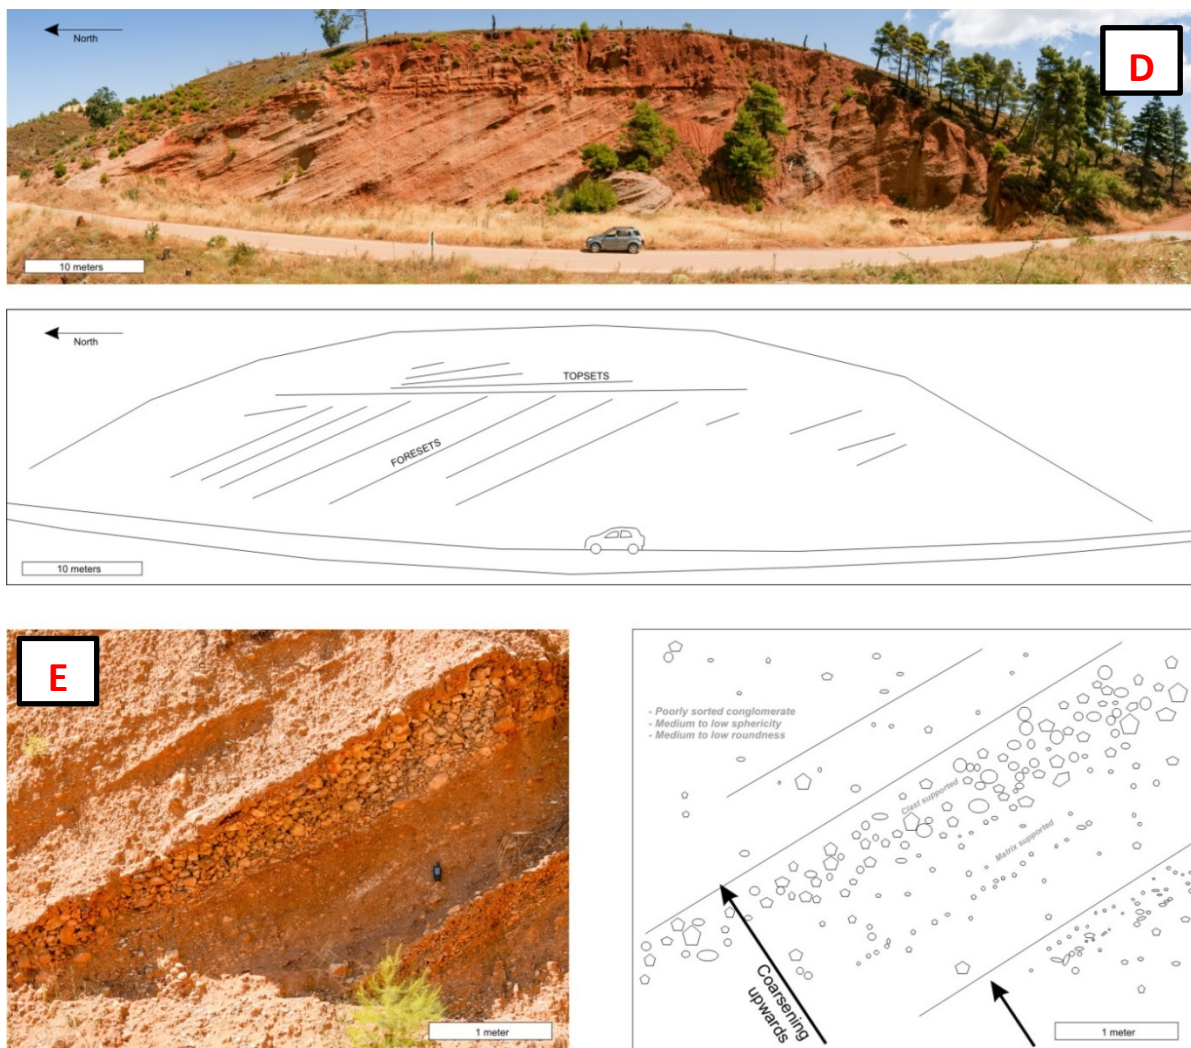 North
D
10 meters
North
TOPSETS
FORESETS
10 meters
E
1 meter
- Poorly sorted conglomerate
- Medium to low sphericity
- Medium to low roundness
Clast supported
Matrix supported
Coarsening
upwards
1 meter